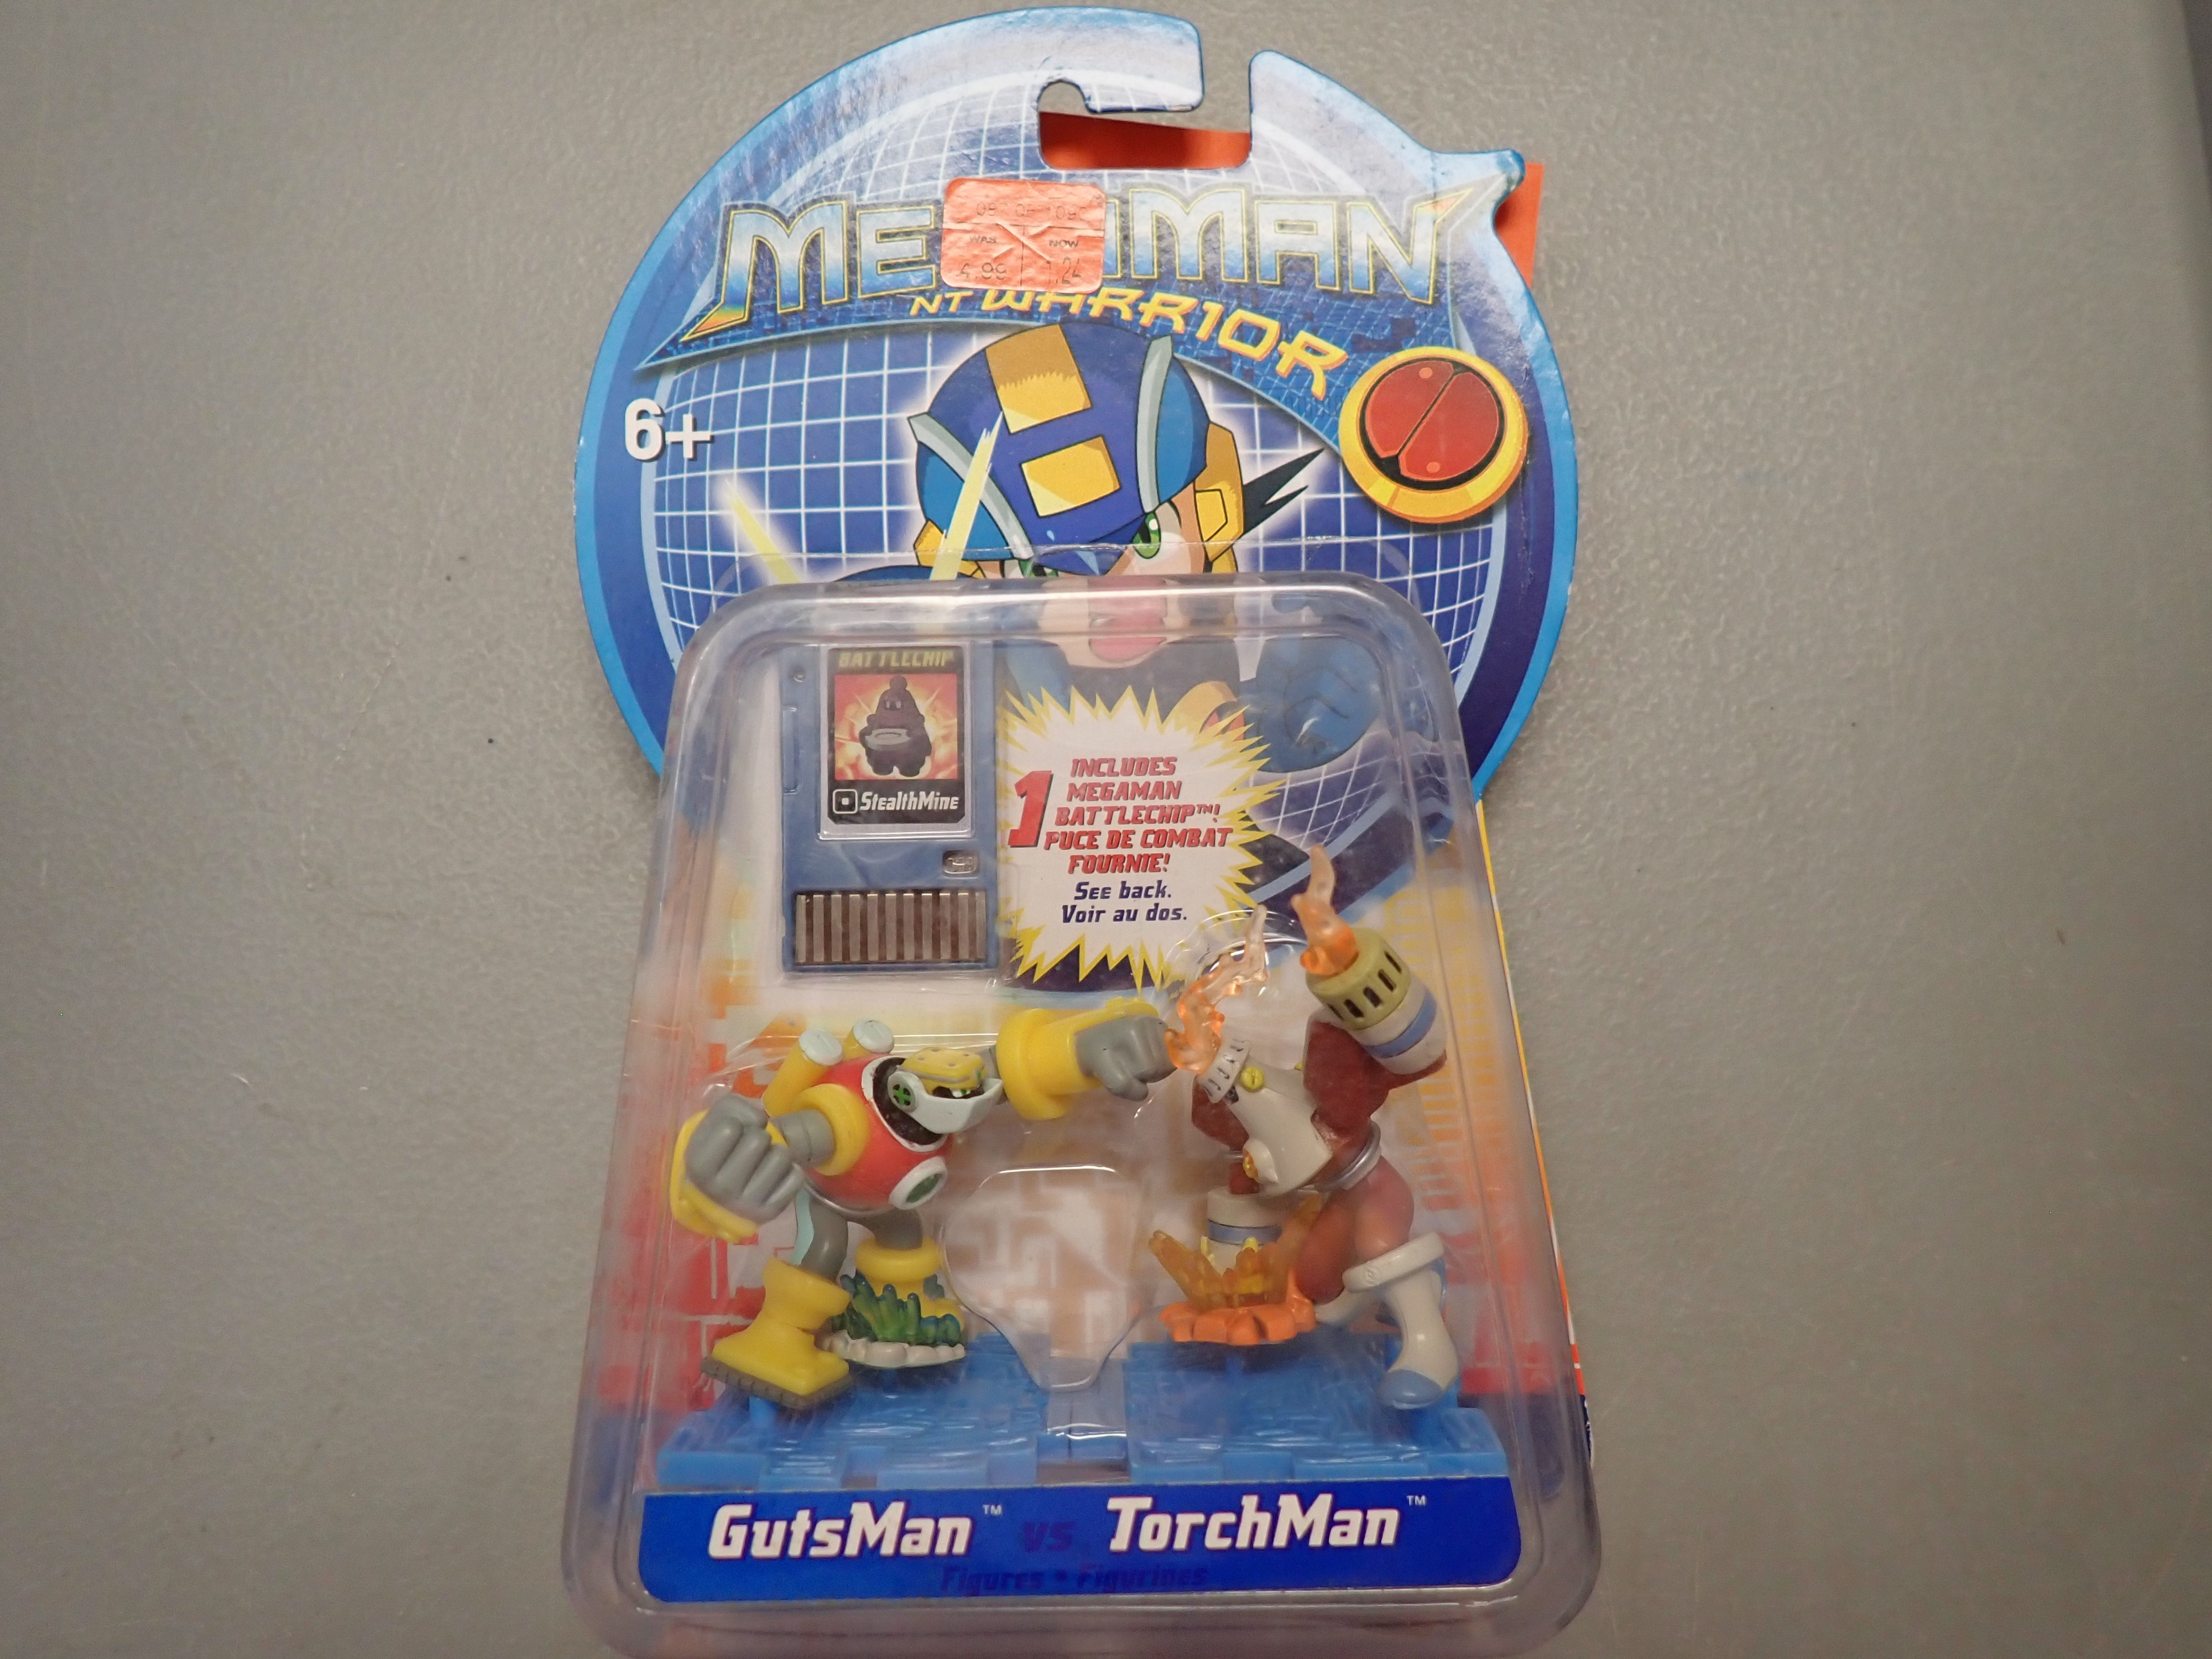 WAS NOW
4.99 1.24
MEGAMAN
NT WARRIOR
6+
BATTLECHIP
StealthMine
1 INCLUDES
MEGAMAN
BATTLECHIP™!
PUCE DE COMBAT
FOURNIE!
See back.
Voir au dos.
GutsMan™ vs TorchMan™
Figures • Figurines